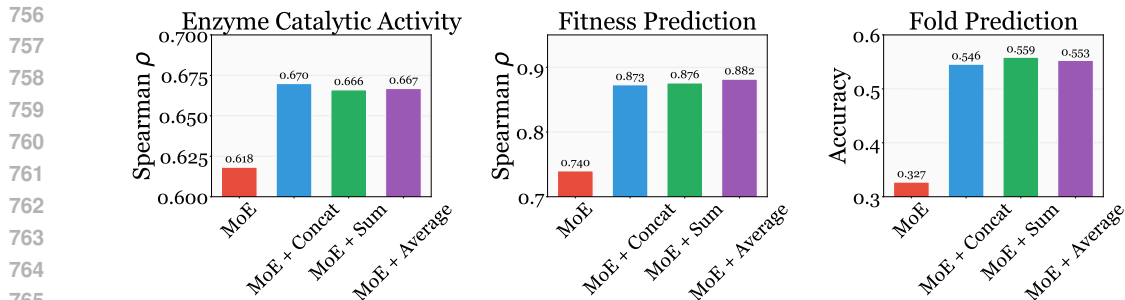 756
757
758
759
760
761
762
763
764
765
Enzyme Catalytic Activity
Spearman ρ
0.700
0.675
0.650
0.625
0.600
0.618
0.670
0.666
0.667
MoE
MoE + Concat
MoE + Sum
MoE + Average
Fitness Prediction
Spearman ρ
0.9
0.8
0.7
0.740
0.873
0.876
0.882
MoE
MoE + Concat
MoE + Sum
MoE + Average
Fold Prediction
Accuracy
0.6
0.5
0.4
0.3
0.327
0.546
0.559
0.553
MoE
MoE + Concat
MoE + Sum
MoE + Average